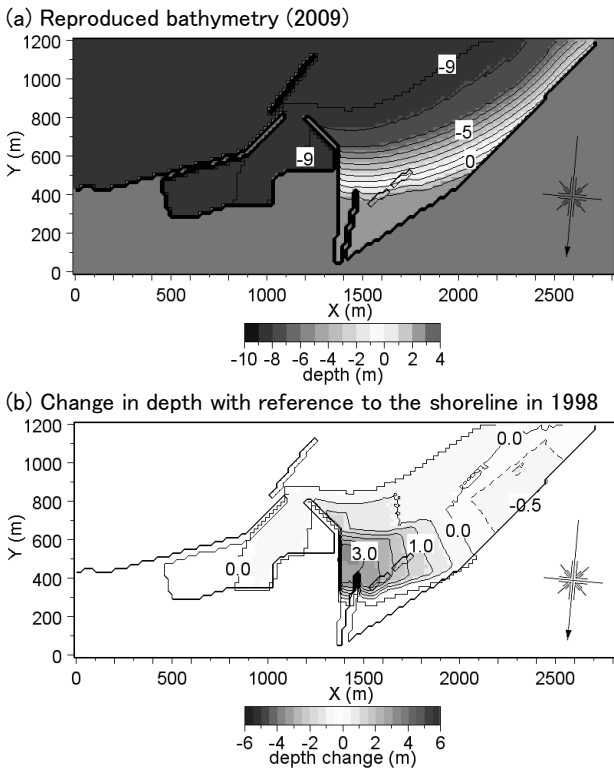 (a) Reproduced bathymetry (2009)
1200
1000
800
600
400
200
0
Y (m)
-9
-5
0
-9
0 500 1000 1500 2000 2500
X (m)
-10 -8 -6 -4 -2 0 2 4
depth (m)
(b) Change in depth with reference to the shoreline in 1998
1200
1000
800
600
400
200
0
Y (m)
0.0
-0.5
0.0
1.0
3.0
0.0
0 500 1000 1500 2000 2500
X (m)
-6 -4 -2 0 2 4 6
depth change (m)